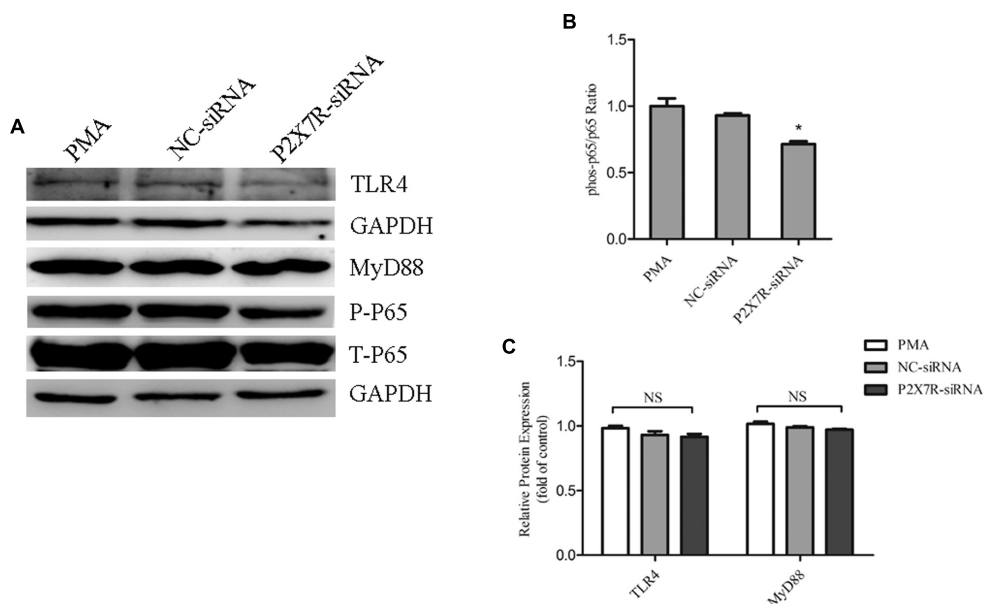 A
PMA
NC-siRNA
P2X7R-siRNA
TLR4
GAPDH
MyD88
P-P65
T-P65
GAPDH
B
phos-p65/p65 Ratio
1.5
1.0
0.5
0.0
*
PMA
NC-siRNA
P2X7R-siRNA
C
PMA
NC-siRNA
P2X7R-siRNA
Relative Protein Expression
(fold of control)
1.5
1.0
0.5
0.0
NS
NS
TLR4
MyD88